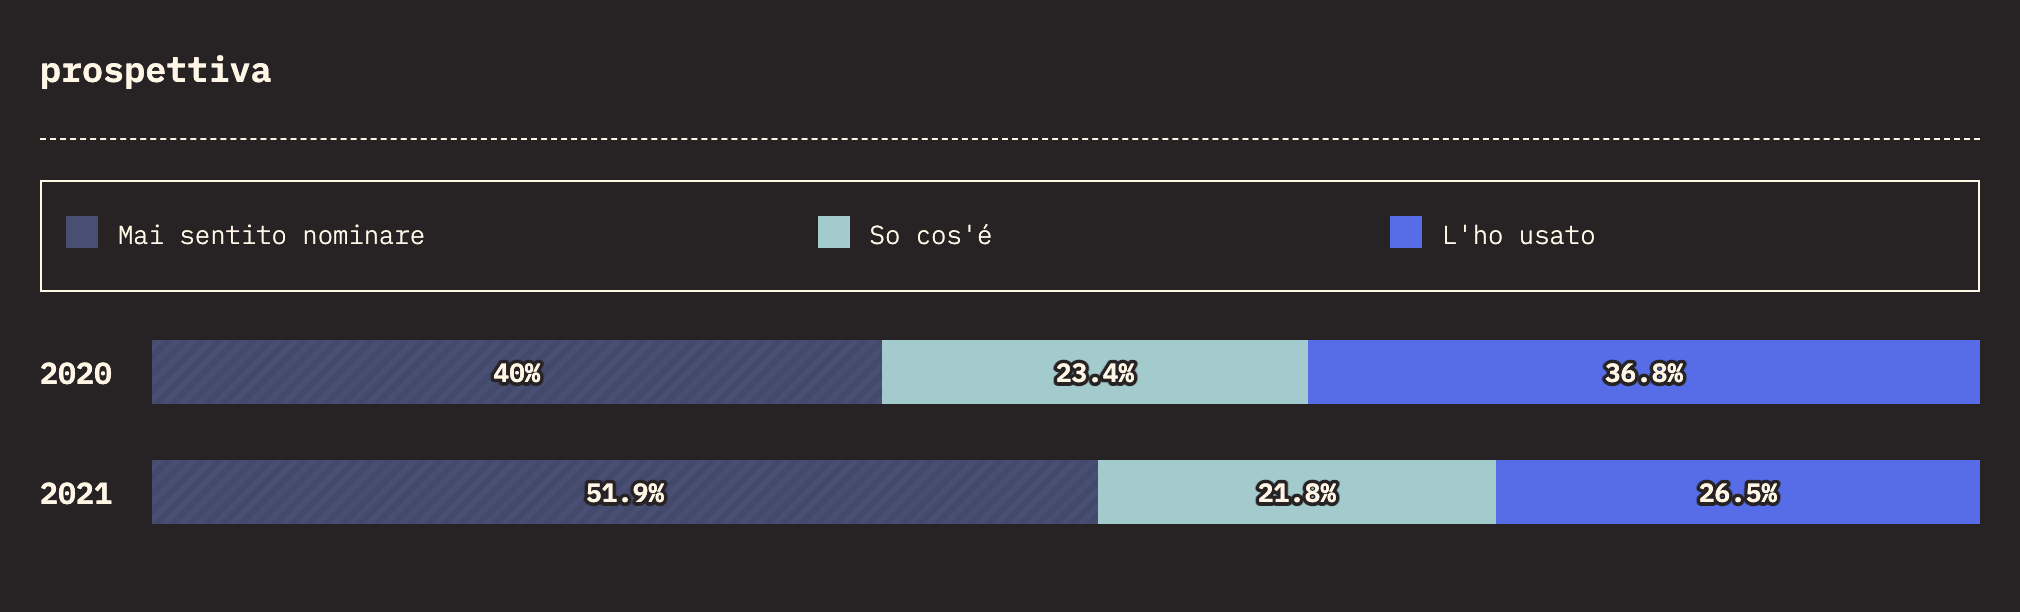 prospettiva
Mai sentito nominare So cos'é L'ho usato
2020 40% 23.4% 36.8%
2021 51.9% 21.8% 26.5%